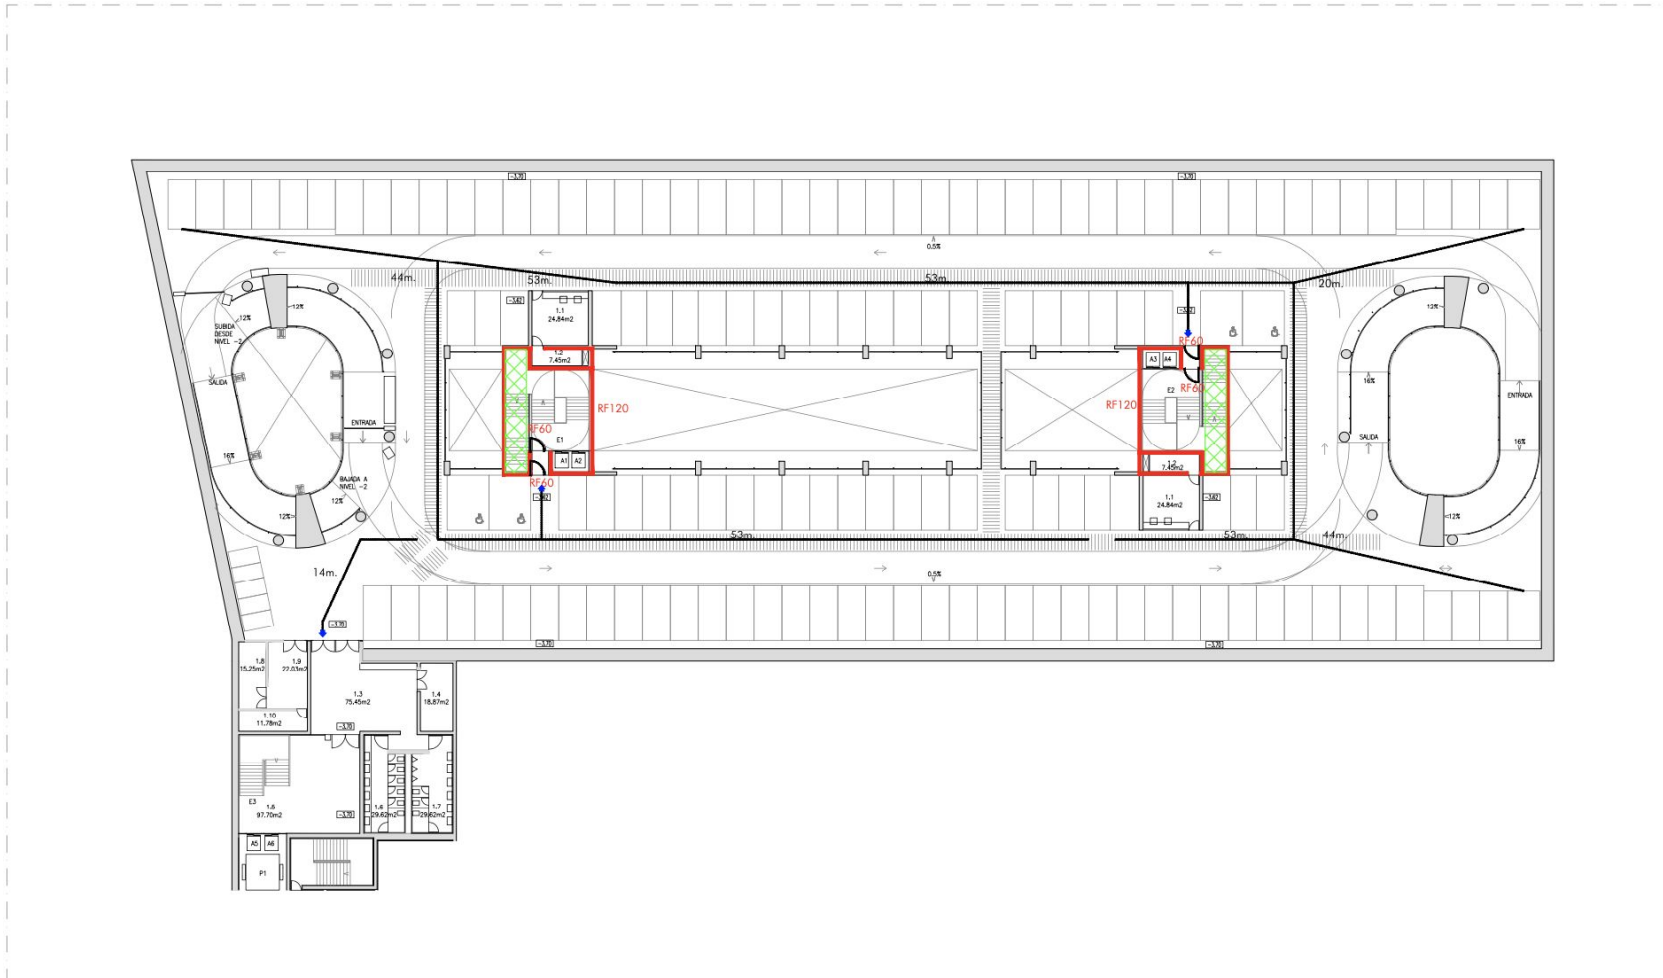 -3.70
-3.70
0.5%
44m.
53m.
53m.
20m.
12%
12%
SUBIDA
DESDE
NIVEL -2
-3.62
1.1
24.84m2
-3.62
12%
RF60
1.2
7.45m2
A3
A4
SALIDA
RF60
16%
E2
ENTRADA
RF120
RF120
ENTRADA
RF60
E1
SALIDA
16%
16%
A1
A2
1.2
7.45m2
BAJADA A
NIVEL -2
RF60
12%
-3.62
1.1
24.84m2
-3.62
12%
12%
53m.
53m.
44m.
14m.
0.5%
-3.70
-3.70
-3.70
1.8
15.25m2
1.9
22.03m2
1.3
75.45m2
1.4
18.87m2
1.10
11.78m2
-3.70
E3
97.70m2
-3.70
1.6
29.62m2
1.7
29.62m2
A5
A6
P1